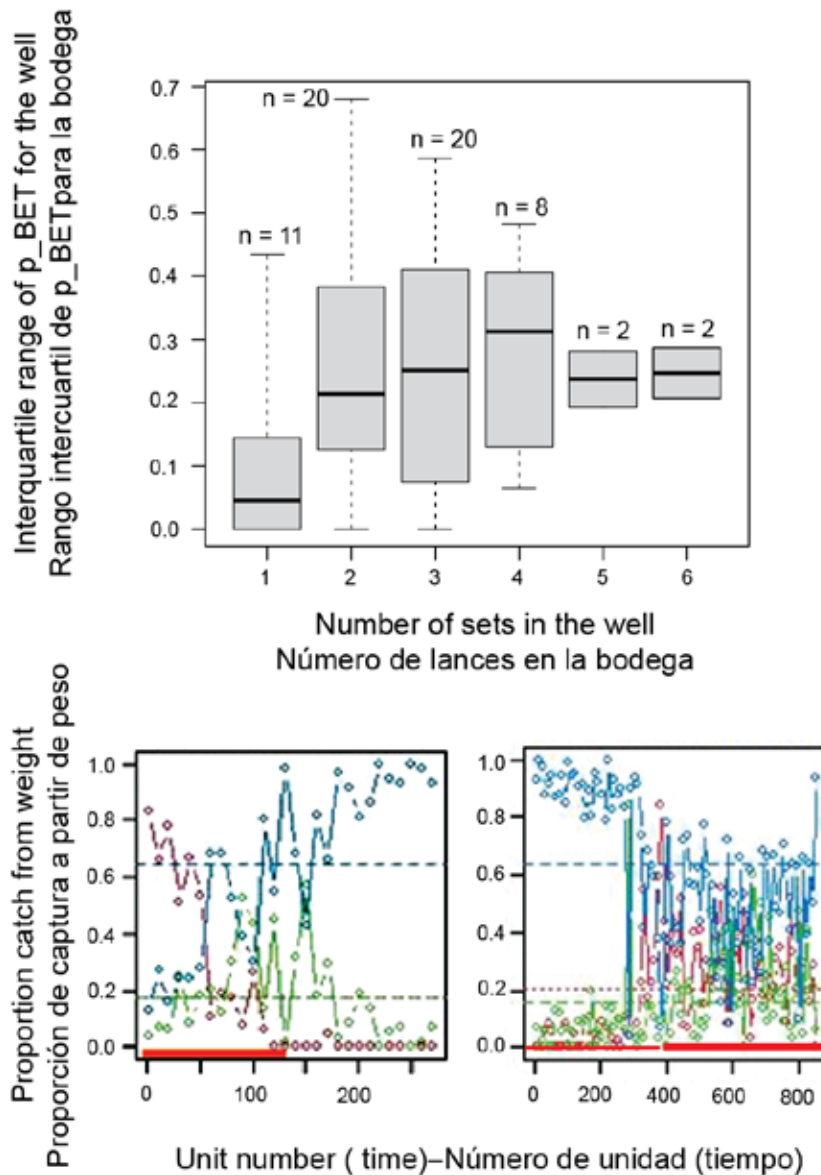 Interquartile range of p_BET for the well
Rango intercuartil de p_BETpara la bodega
0.7
0.6
0.5
0.4
0.3
0.2
0.1
0.0
n = 11
n = 20
n = 20
n = 8
n = 2
n = 2
1 2 3 4 5 6
Number of sets in the well
Número de lances en la bodega
Proportion catch from weight
Proporción de captura a partir de peso
1.0
0.8
0.6
0.4
0.2
0.0
0 100 200
1.0
0.8
0.6
0.4
0.2
0.0
0 200 400 600 800
Unit number ( time)–Número de unidad (tiempo)